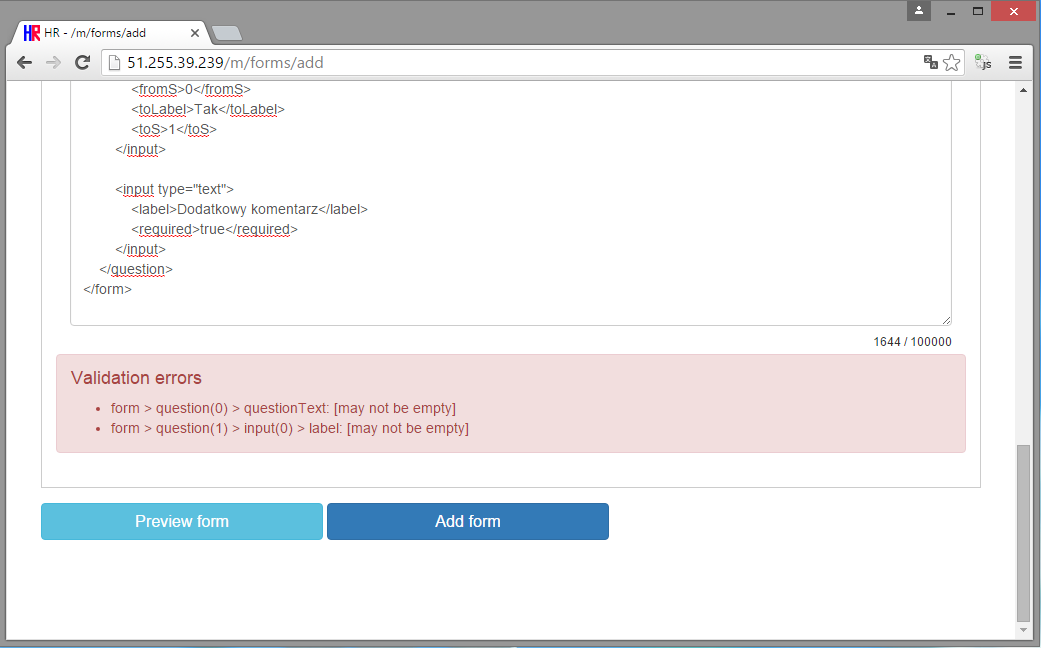 HR - /m/forms/add
51.255.39.239/m/forms/add
js
<fromS>0</fromS>
<toLabel>Tak</toLabel>
<toS>1</toS>
</input>
<input type="text">
<label>Dodatkowy komentarz</label>
<required>true</required>
</input>
</question>
</form>
1644 / 100000
Validation errors
• form > question(0) > questionText: [may not be empty]
• form > question(1) > input(0) > label: [may not be empty]
Preview form Add form